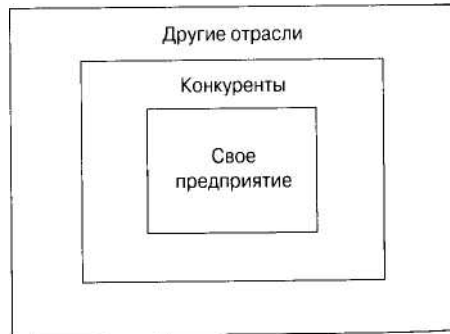 Другие отрасли
Конкуренты
Свое
предприятие